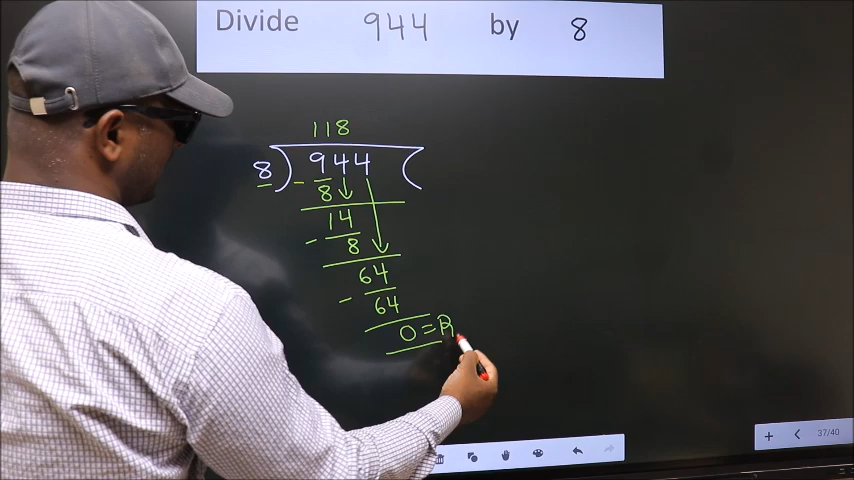 Divide 944 by 8
118
8 ) 944 (
- 8
14
- 8
64
- 64
0 = R
37/40